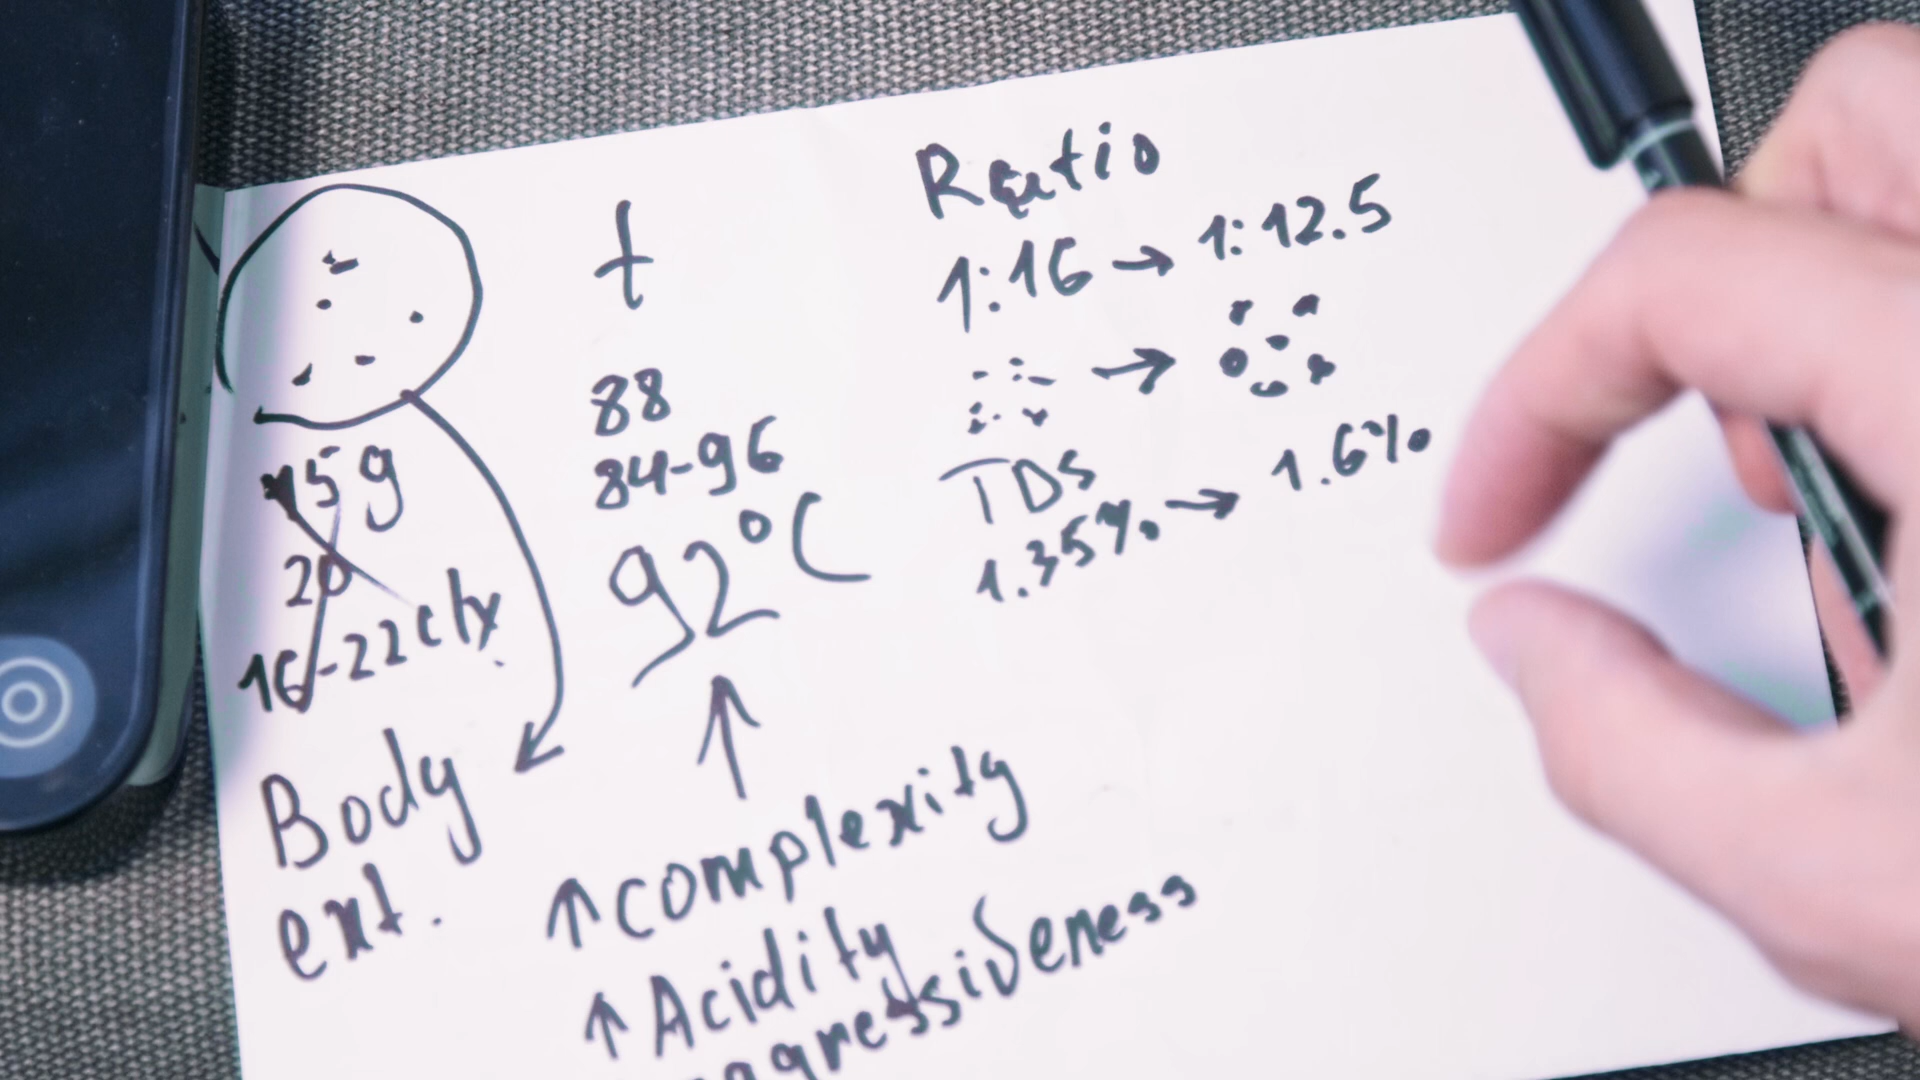 15g
20
16-22 clx
Body
ext.
t
88
84-96
92°C
↑complexity
↑Acidity
aggressiveness
Ratio
1:16 → 1:12.5
TDS
1.35% → 1.6%